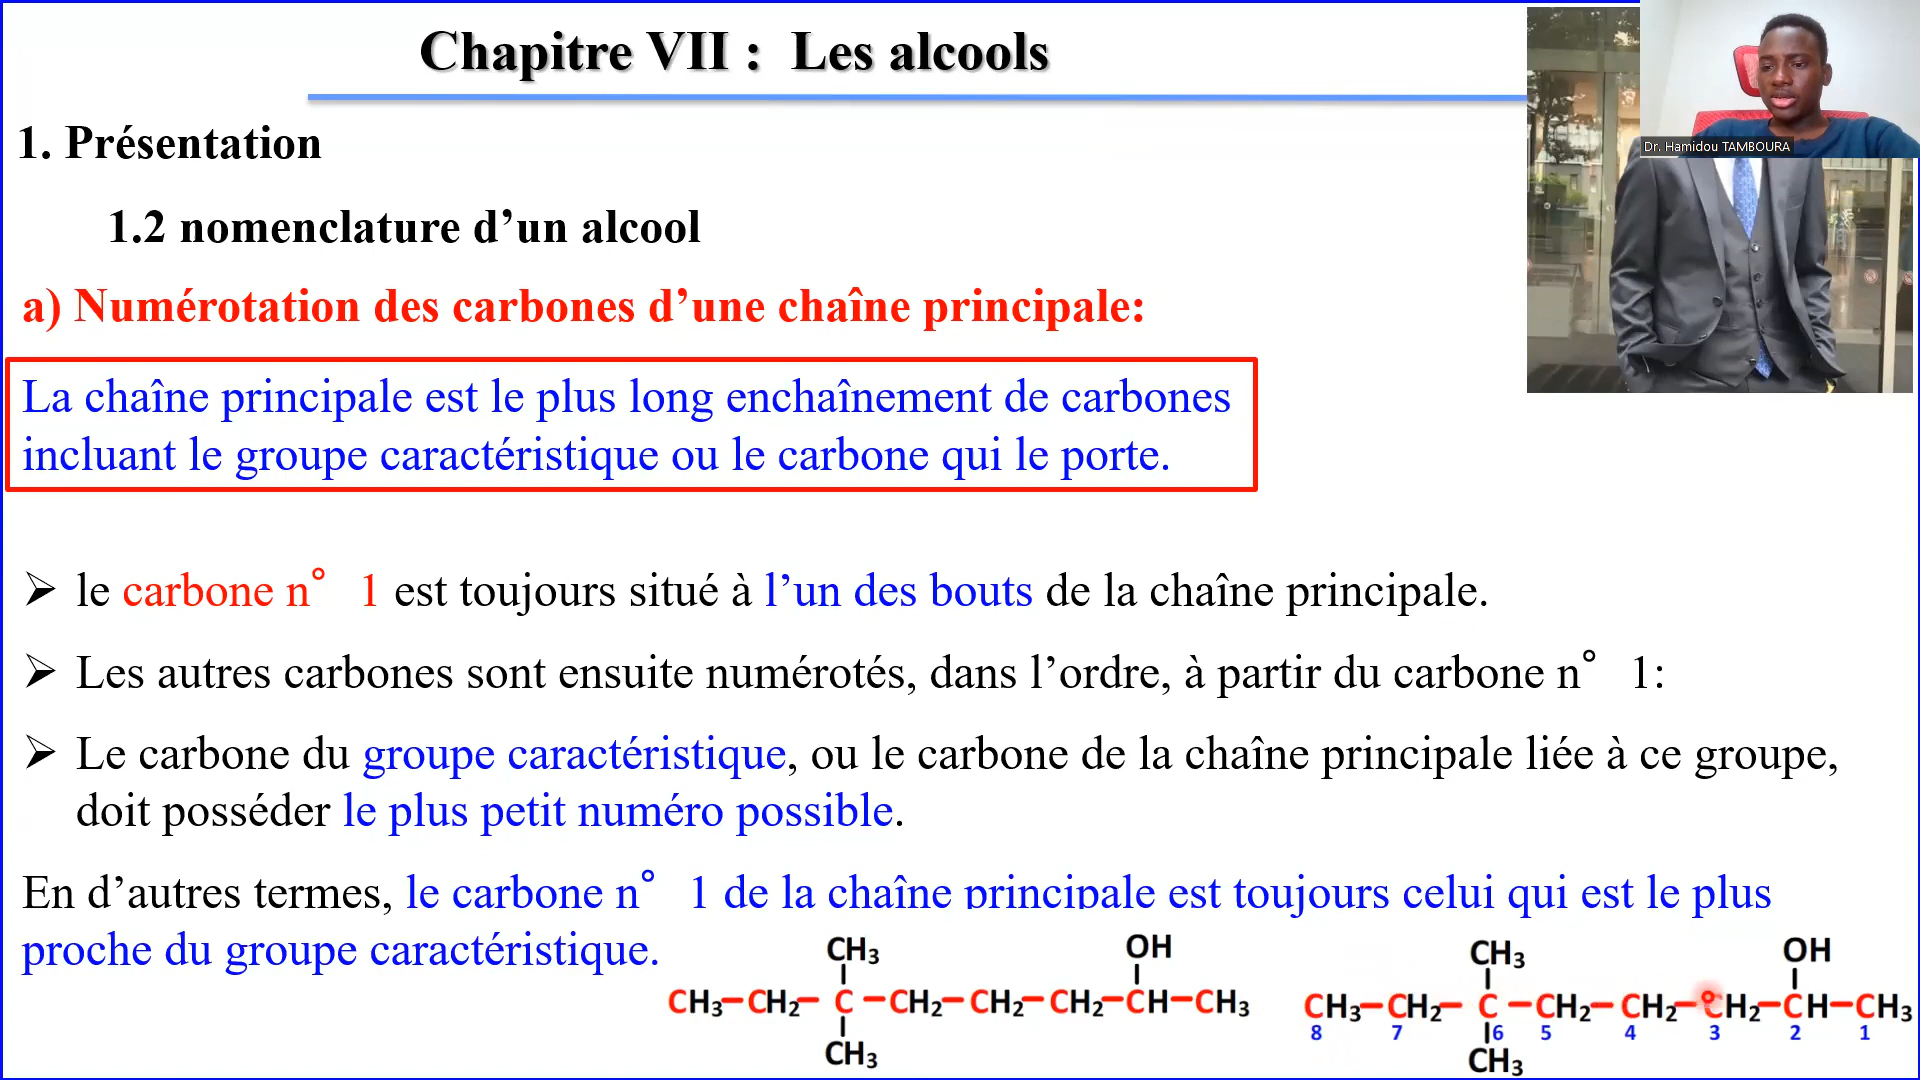 Chapitre VII : Les alcools
Dr. Hamidou TAMBOURA
1. Présentation
1.2 nomenclature d’un alcool
a) Numérotation des carbones d’une chaîne principale:
La chaîne principale est le plus long enchaînement de carbones
incluant le groupe caractéristique ou le carbone qui le porte.
➢ le carbone n° 1 est toujours situé à l’un des bouts de la chaîne principale.
➢ Les autres carbones sont ensuite numérotés, dans l’ordre, à partir du carbone n° 1:
➢ Le carbone du groupe caractéristique, ou le carbone de la chaîne principale liée à ce groupe,
doit posséder le plus petit numéro possible.
En d’autres termes, le carbone n° 1 de la chaîne principale est toujours celui qui est le plus
proche du groupe caractéristique.
CH₃ OH
CH₃—CH₂—C—CH₂—CH₂—CH₂—CH—CH₃
CH₃
CH₃ OH
CH₃—CH₂—C—CH₂—CH₂—CH₂—CH—CH₃
8 7 6 5 4 3 2 1
CH₃